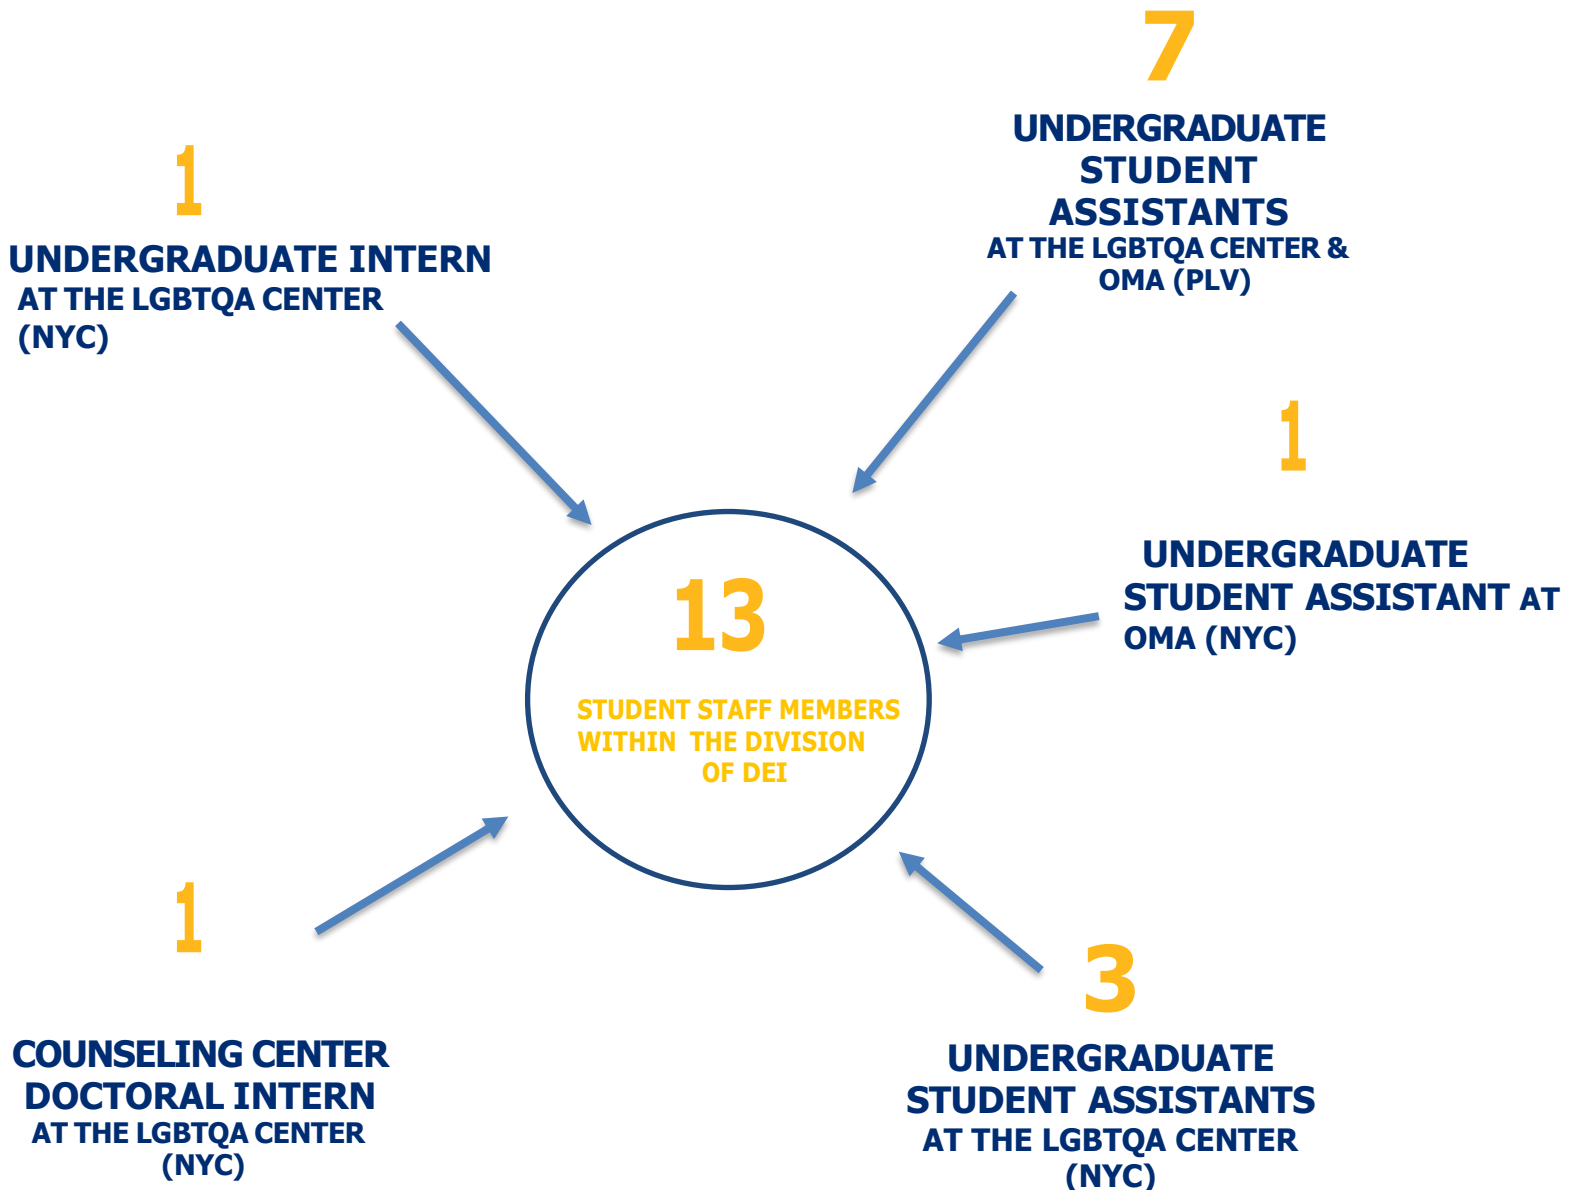 7
UNDERGRADUATE
STUDENT
ASSISTANTS
AT THE LGBTQA CENTER &
OMA (PLV)
1
UNDERGRADUATE INTERN
AT THE LGBTQA CENTER
(NYC)
1
UNDERGRADUATE
STUDENT ASSISTANT AT
OMA (NYC)
13
STUDENT STAFF MEMBERS
WITHIN THE DIVISION
OF DEI
1
COUNSELING CENTER
DOCTORAL INTERN
AT THE LGBTQA CENTER
(NYC)
3
UNDERGRADUATE
STUDENT ASSISTANTS
AT THE LGBTQA CENTER
(NYC)